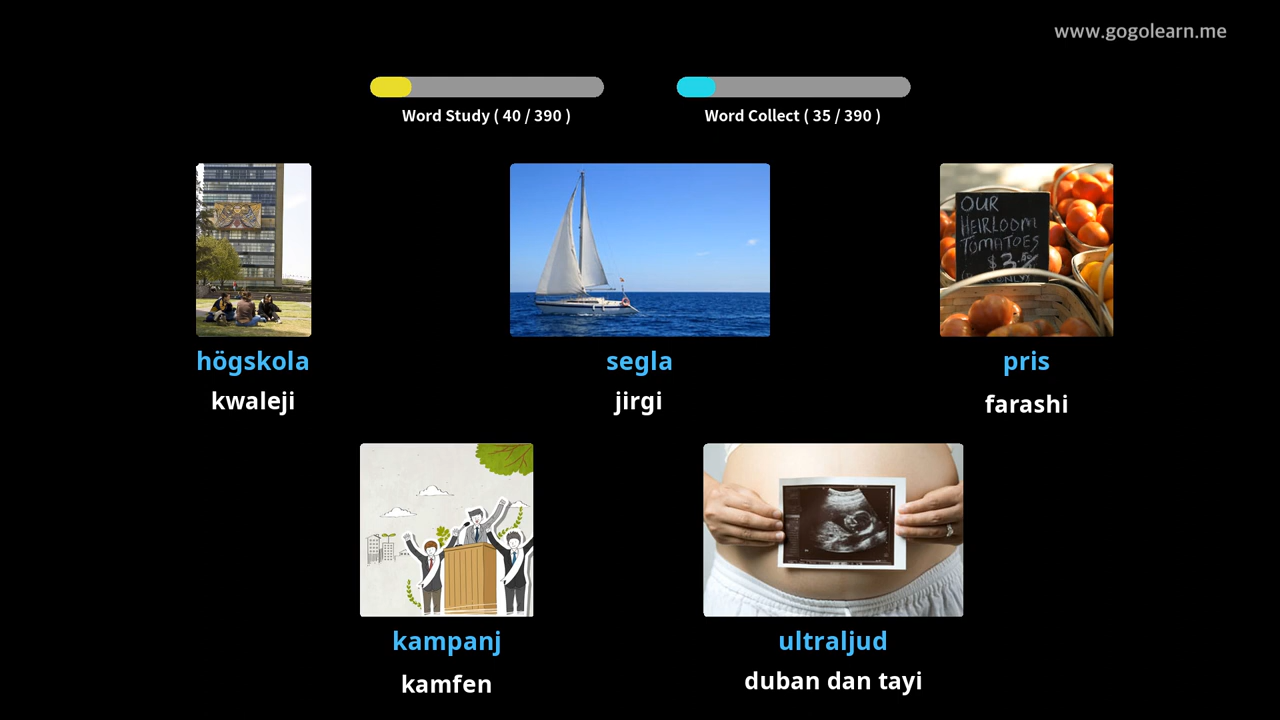 www.gogolearn.me
Word Study ( 40 / 390 )
Word Collect ( 35 / 390 )
OUR
HEIRLOOM
TOMATOES
högskola
segla
pris
kwaleji
jirgi
farashi
kampanj
ultraljud
kamfen
duban dan tayi